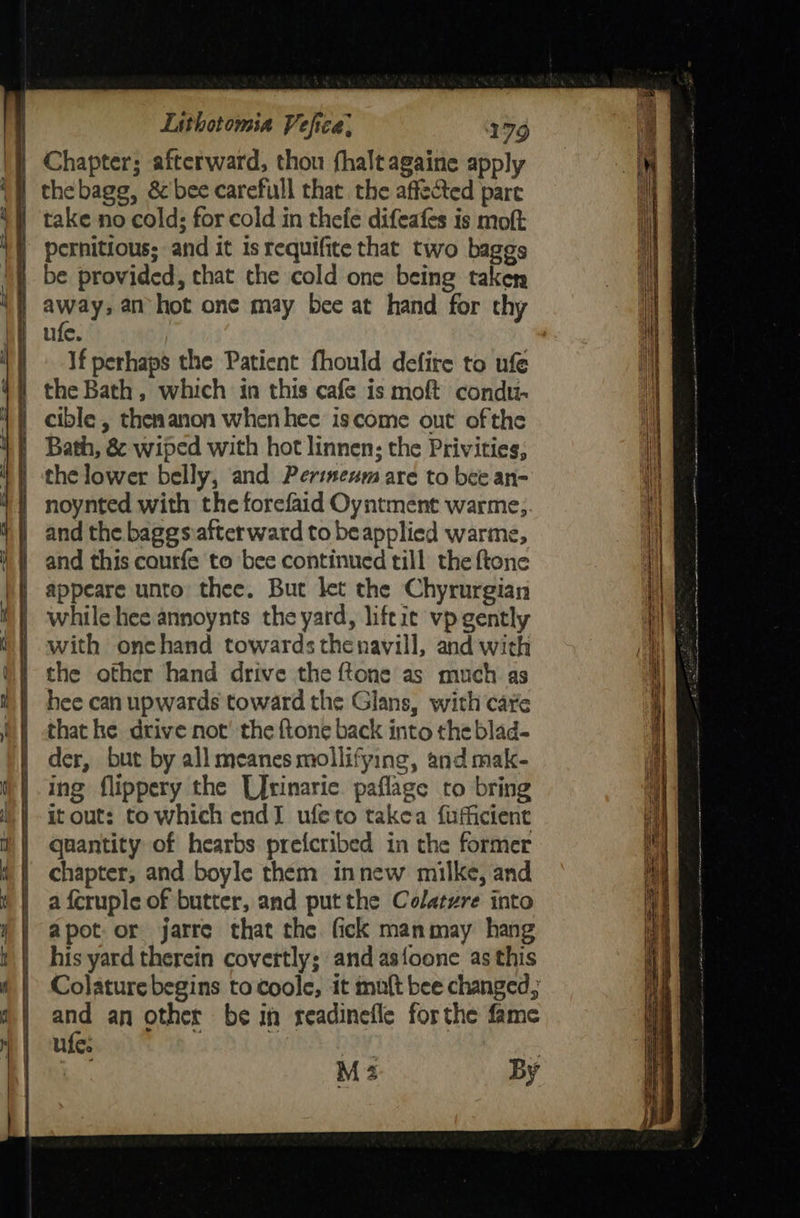 Lithotomia Veſica, 179
Chapter; afterward, thou ſhalt againe apply
the bagg, & bee carefull that the affected part
take no cold; for cold in theſe diſeaſes is moſt
pernitious; and it is requiſite that two baggs
be provided, that the cold one being taken
away, an hot one may bee at hand for thy
uſe.
If perhaps the Patient ſhould deſire to uſe
the Bath, which in this caſe is moſt condu-
cible, then anon when hee is come out of the
Bath, & wiped with hot linnen; the Privities,
the lower belly, and Perineum are to bee an-
noynted with the foreſaid Oyntment warme,
and the baggs afterward to be applied warme,
and this courſe to bee continued till the ſtone
appeare unto thee. But let the Chyrurgian
while hee annoynts the yard, lift it vp gently
with one hand towards the navill, and with
the other hand drive the ſtone as much as
hee can upwards toward the Glans, with care
that he drive not the ſtone back into the blad-
der, but by all meanes mollifying, and mak-
ing ſlippery the Urinarie paſſage to bring
it out: to which end I uſe to take a ſufficient
quantity of hearbs preſcribed in the former
chapter, and boyle them in new milke, and
a ſcruple of butter, and put the Colature into
a pot or jarre that the ſick man may hang
his yard therein covertly; and as ſoone as this
Colature begins to coole, it muſt bee changed,
and an other be in readineſſe for the ſame
uſe.
M 2 By